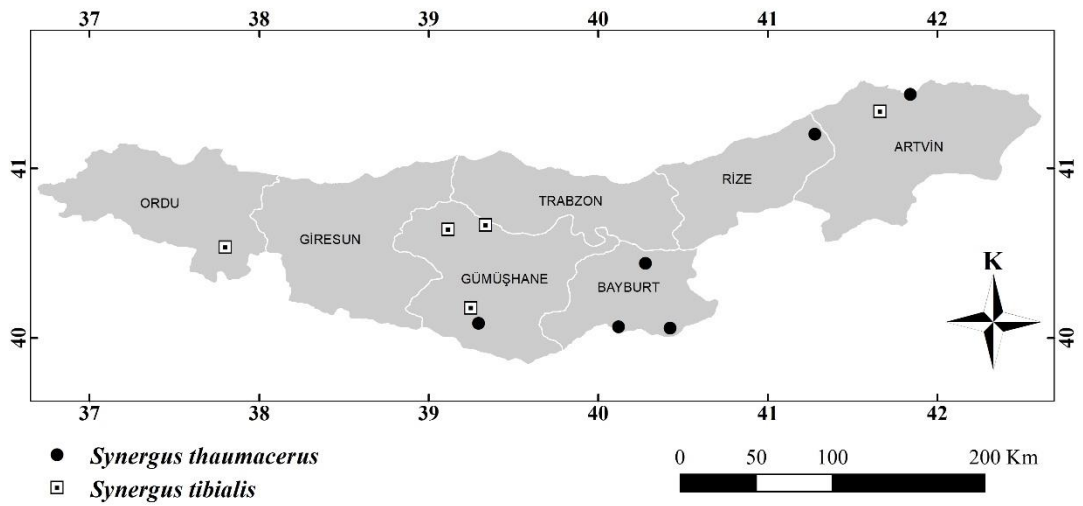 37 38 39 40 41 42
41 41
ARTVİN
RİZE
TRABZON
ORDU
GİRESUN
GÜMÜŞHANE
BAYBURT
K
40 40
37 38 39 40 41 42
Synergus thaumacerus
Synergus tibialis
0 50 100 200 Km